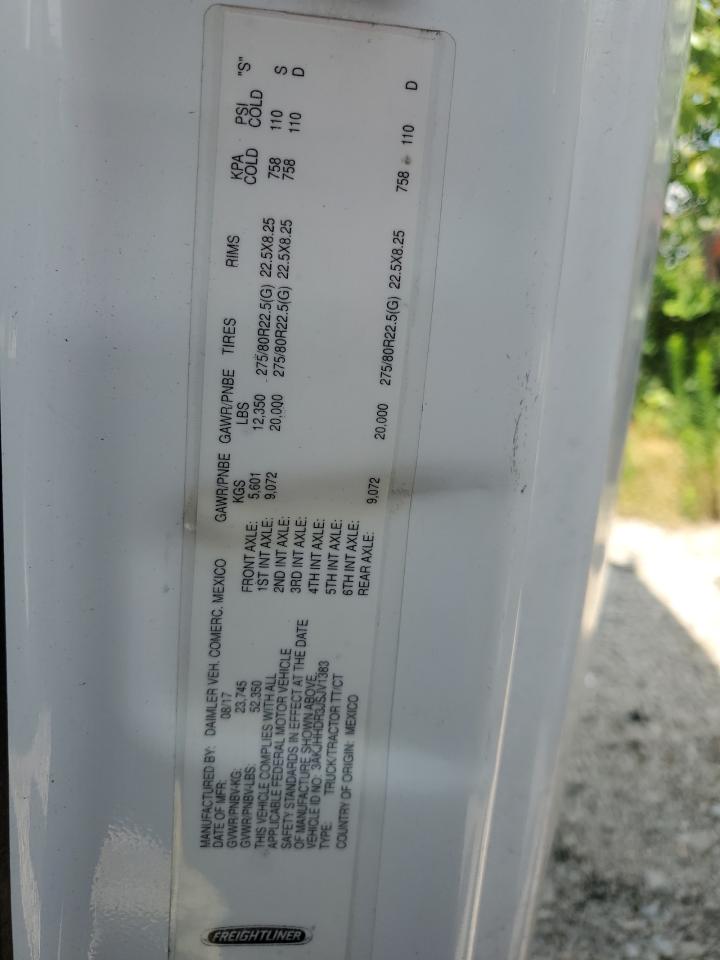 FREIGHTLINER
MANUFACTURED BY: DAIMLER VEH. COMERC. MEXICO
DATE OF MFR: 08/17
GVWR/PNBV-KG: 23,745
GVWR/PNBV-LBS: 52,350
THIS VEHICLE COMPLIES WITH ALL
APPLICABLE FEDERAL MOTOR VEHICLE
SAFETY STANDARDS IN EFFECT AT THE DATE
OF MANUFACTURE SHOWN ABOVE.
VEHICLE ID NO:
TYPE: TRUCK/TRACTOR TT/CT
COUNTRY OF ORIGIN: MEXICO
GAWR/PNBE GAWR/PNBE TIRES RIMS KPA PSI "S"
KGS LBS COLD COLD
FRONT AXLE: 5,601 12,350 275/80R22.5(G) 22.5X8.25 758 110 S
1ST INT AXLE: 9,072 20,000 275/80R22.5(G) 22.5X8.25 758 110 D
2ND INT AXLE:
3RD INT AXLE:
4TH INT AXLE:
5TH INT AXLE:
6TH INT AXLE:
REAR AXLE: 9,072 20,000 275/80R22.5(G) 22.5X8.25 758 110 D